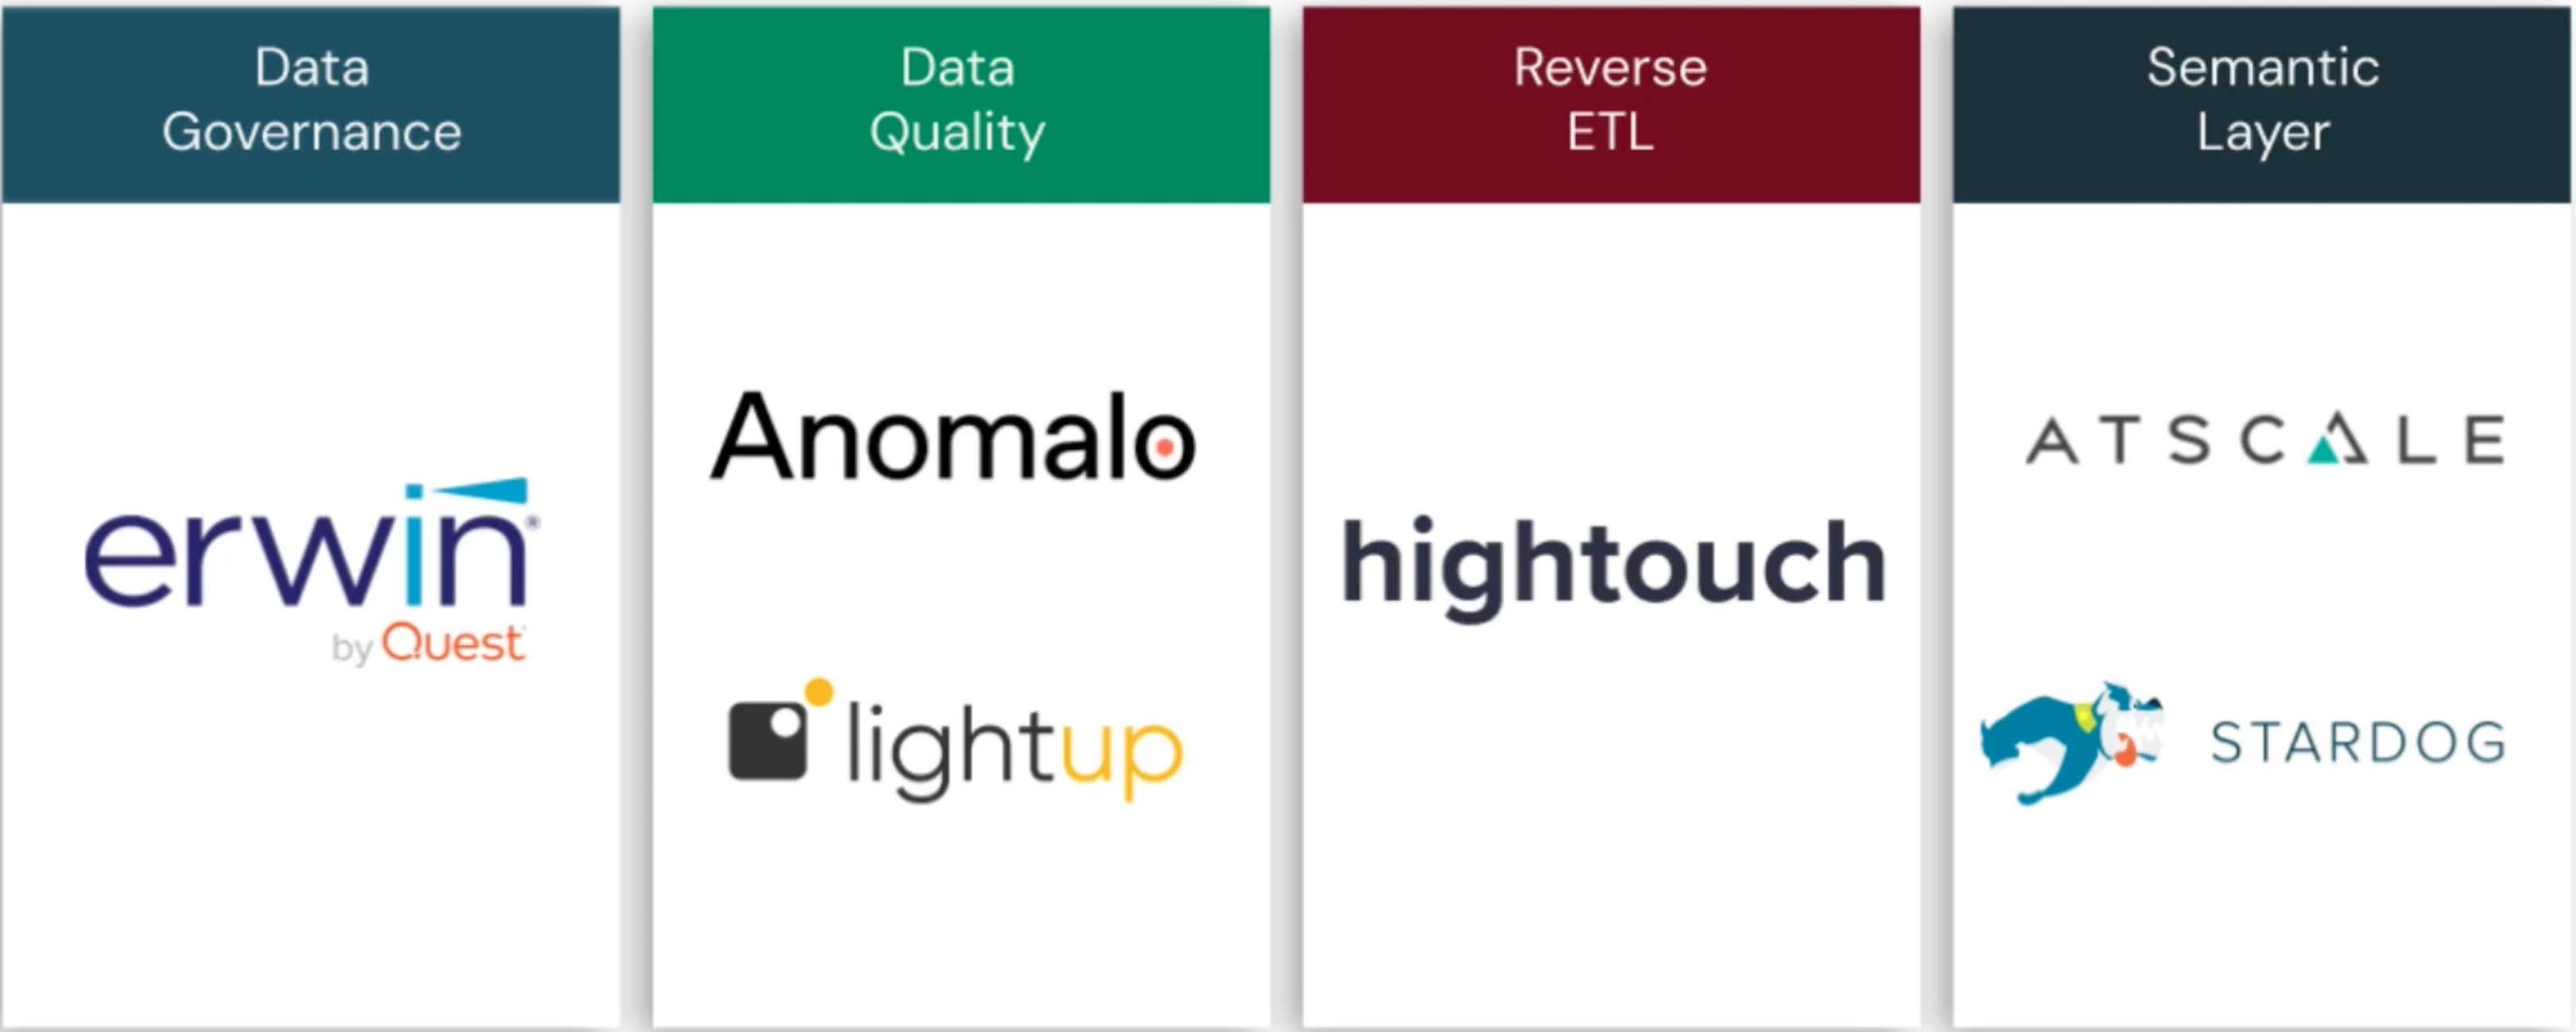 Data
Governance
erwin®
by Quest
Data
Quality
Anomalo
lightup
Reverse
ETL
hightouch
Semantic
Layer
ATSCALE
STARDOG